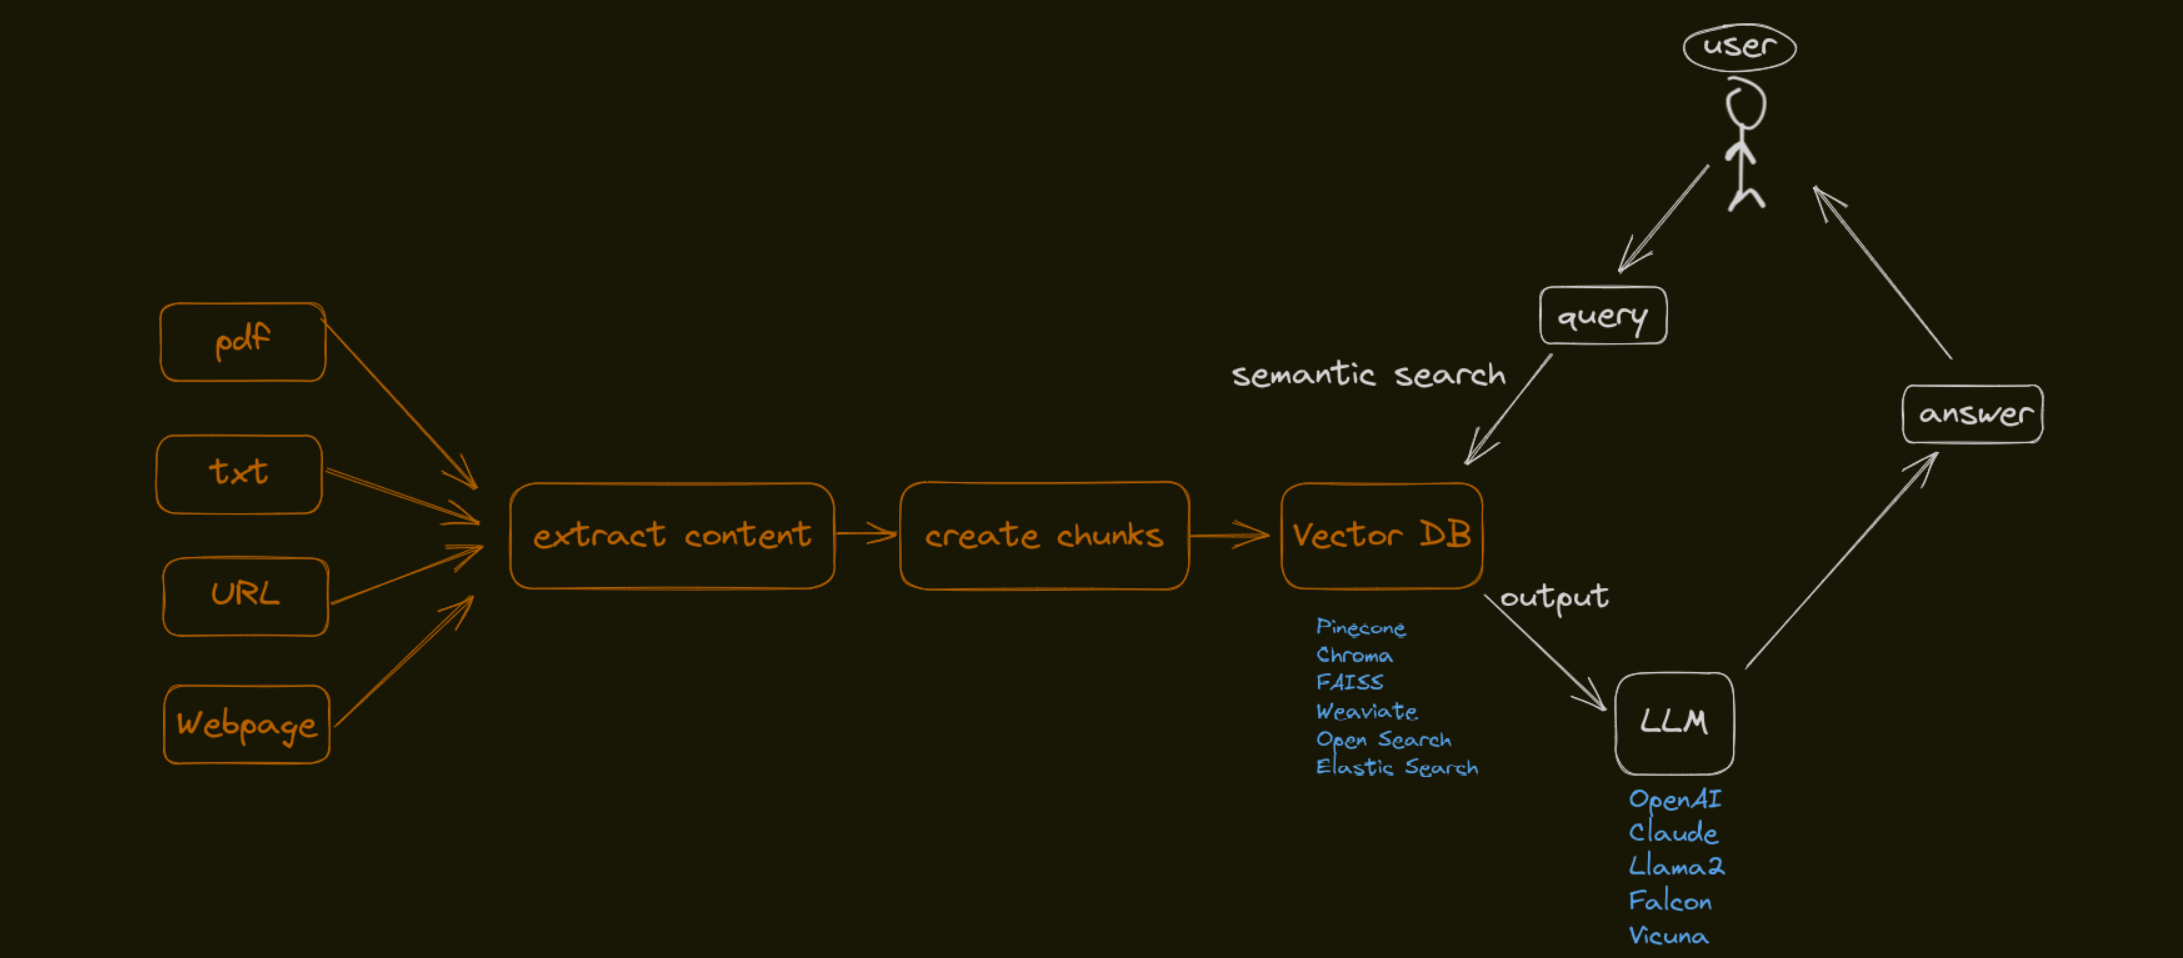 user
query
semantic search
answer
pdf
txt
URL
Webpage
extract content
create chunks
Vector DB
output
Pinecone
Chroma
FAISS
Weaviate
Open Search
Elastic Search
LLM
OpenAI
Claude
Llama2
Falcon
Vicuna